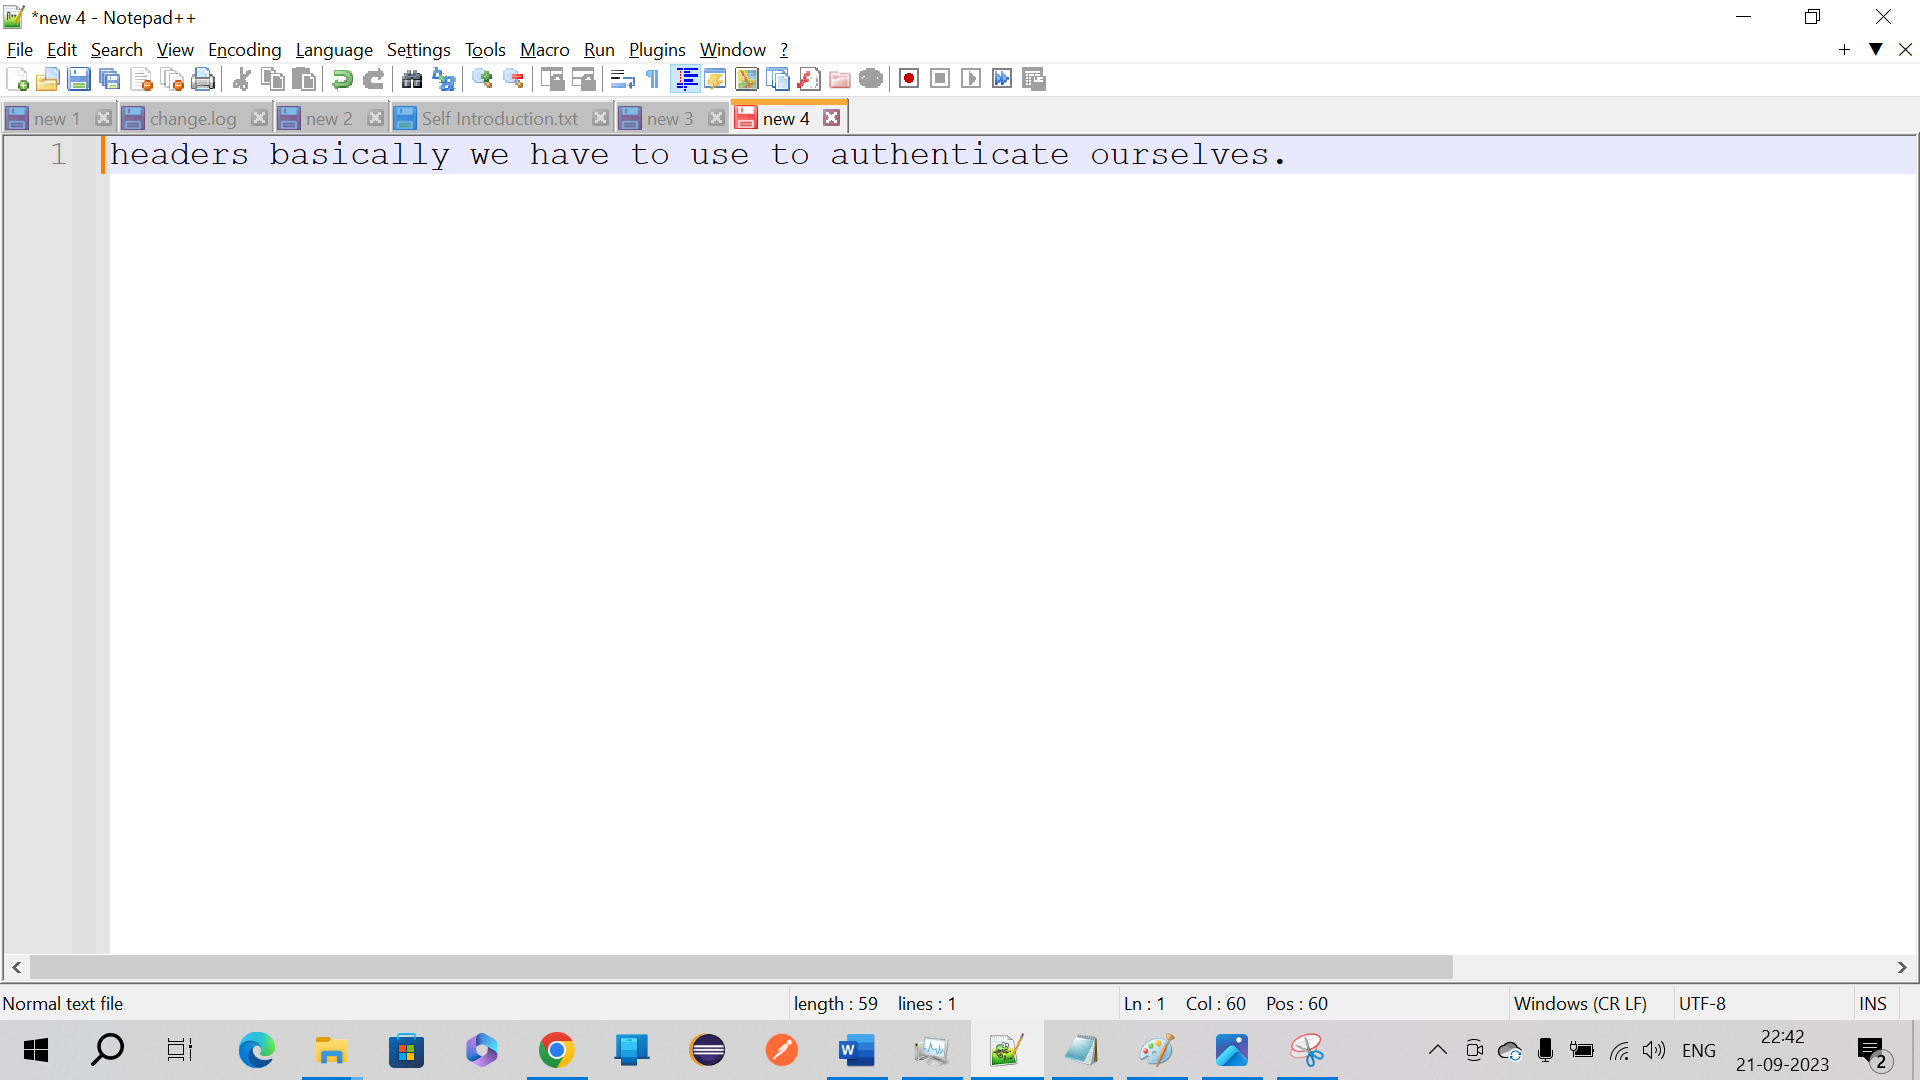 *new 4 - Notepad++
File Edit Search View Encoding Language Settings Tools Macro Run Plugins Window ?
new 1 change.log new 2 Self Introduction.txt new 3 new 4
1 headers basically we have to use to authenticate ourselves.
Normal text file length : 59 lines : 1 Ln : 1 Col : 60 Pos : 60 Windows (CR LF) UTF-8 INS
ENG 22:42 2
21-09-2023